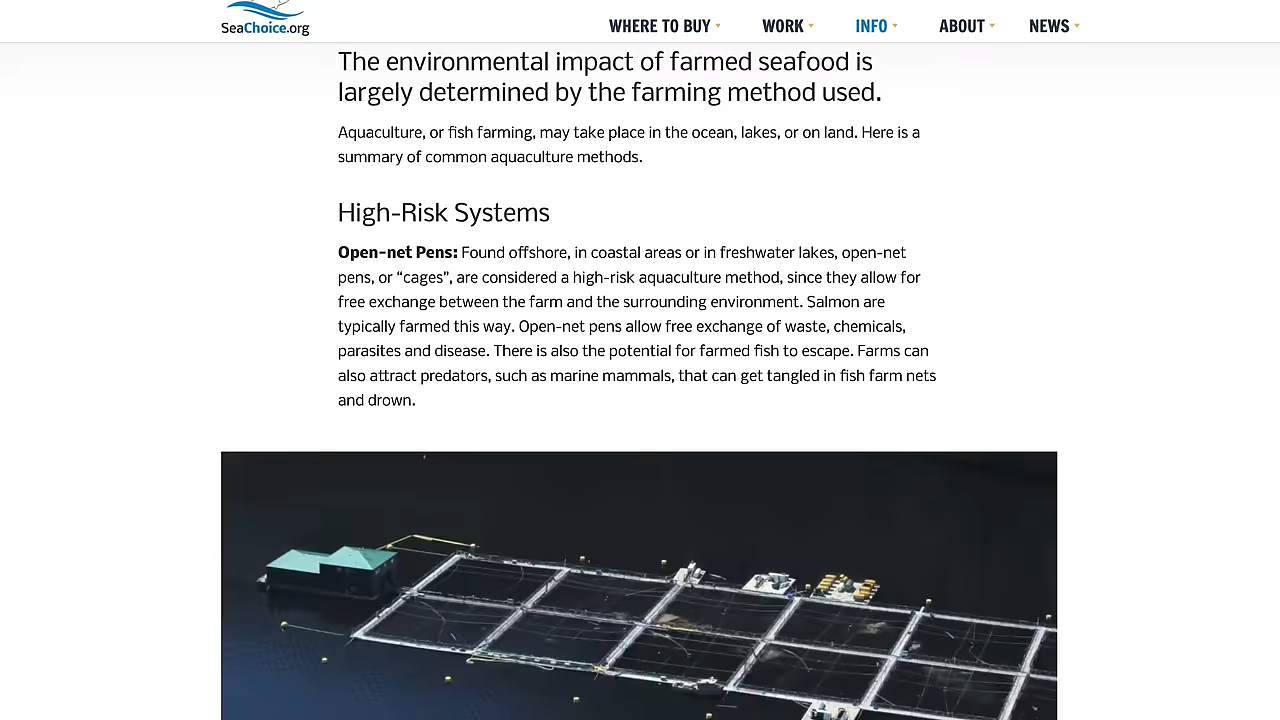 SeaChoice.org
WHERE TO BUY
WORK
INFO
ABOUT
NEWS
The environmental impact of farmed seafood is
largely determined by the farming method used.
Aquaculture, or fish farming, may take place in the ocean, lakes, or on land. Here is a
summary of common aquaculture methods.
High-Risk Systems
Open-net Pens: Found offshore, in coastal areas or in freshwater lakes, open-net
pens, or “cages”, are considered a high-risk aquaculture method, since they allow for
free exchange between the farm and the surrounding environment. Salmon are
typically farmed this way. Open-net pens allow free exchange of waste, chemicals,
parasites and disease. There is also the potential for farmed fish to escape. Farms can
also attract predators, such as marine mammals, that can get tangled in fish farm nets
and drown.